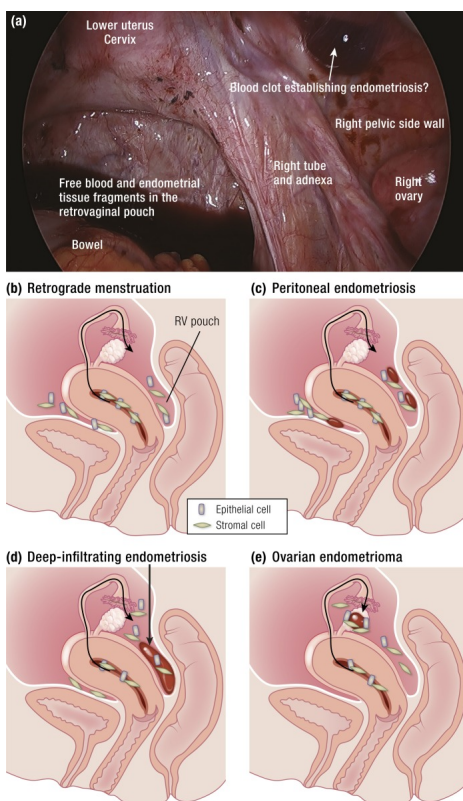 (a)
Lower uterus
Cervix
Blood clot establishing endometriosis?
Right pelvic side wall
Right tube
and adnexa
Right
ovary
Free blood and endometrial
tissue fragments in the
retrovaginal pouch
Bowel
(b) Retrograde menstruation
(c) Peritoneal endometriosis
RV pouch
Epithelial cell
Stromal cell
(d) Deep-infiltrating endometriosis
(e) Ovarian endometrioma